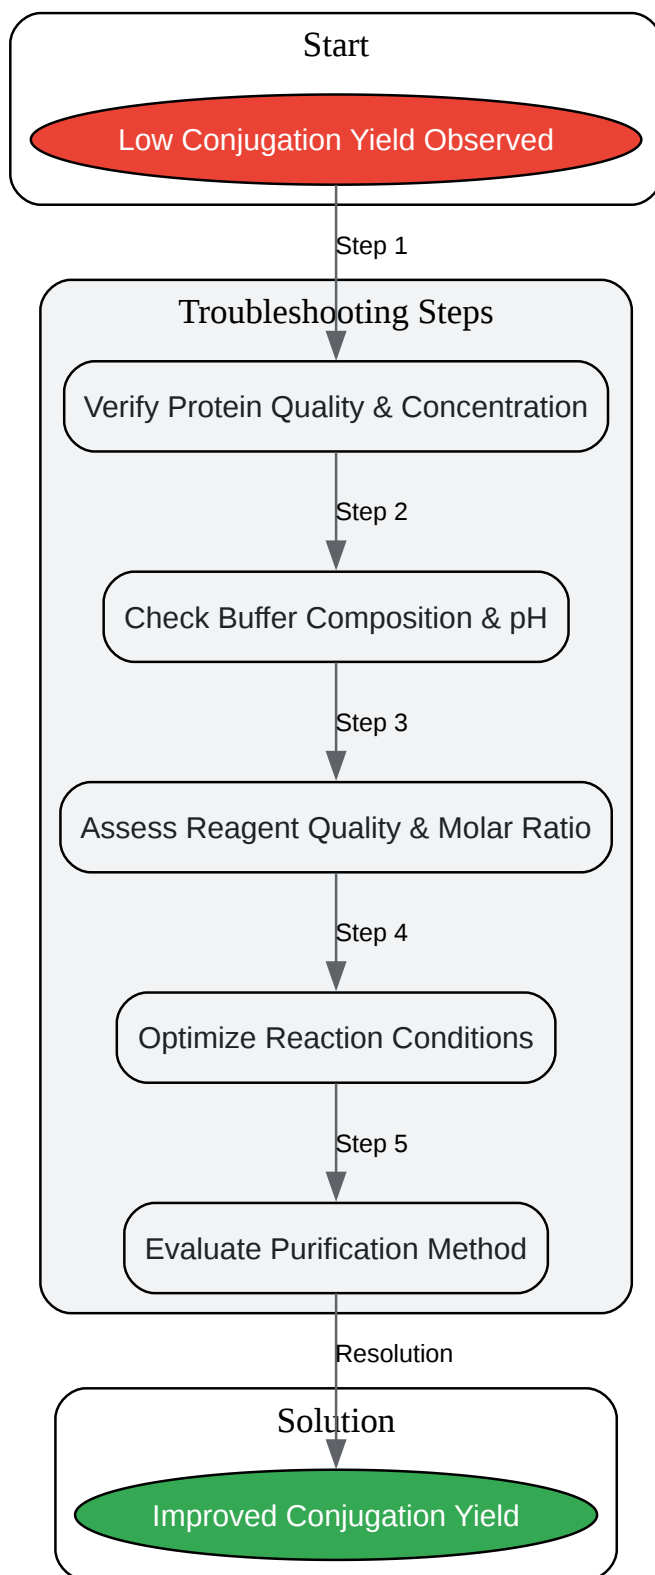 Start
Low Conjugation Yield Observed
Step 1
Troubleshooting Steps
Verify Protein Quality & Concentration
Step 2
Check Buffer Composition & pH
Step 3
Assess Reagent Quality & Molar Ratio
Step 4
Optimize Reaction Conditions
Step 5
Evaluate Purification Method
Resolution
Solution
Improved Conjugation Yield